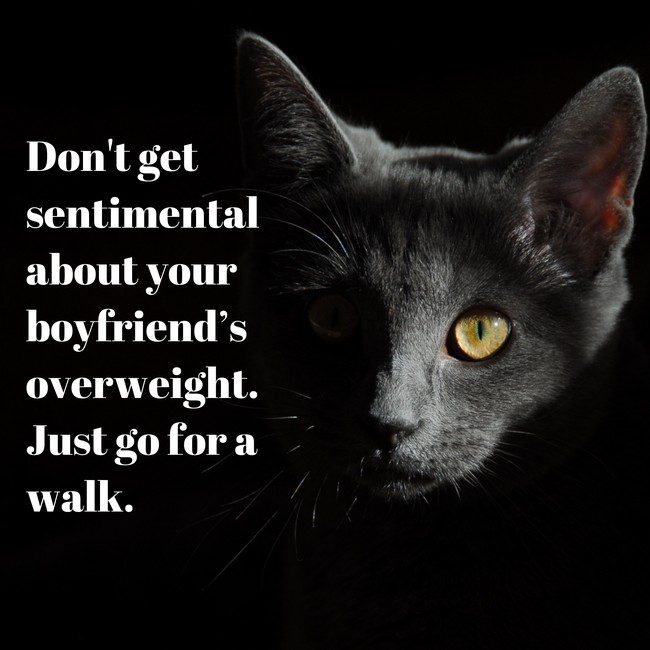 Don't get
sentimental
about your
boyfriend’s
overweight.
Just go for a
walk.